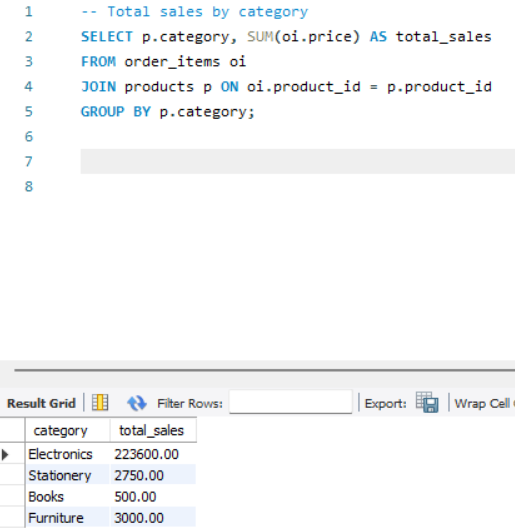 1 -- Total sales by category
2 SELECT p.category, SUM(oi.price) AS total_sales
3 FROM order_items oi
4 JOIN products p ON oi.product_id = p.product_id
5 GROUP BY p.category;
6
7
8
Result Grid Filter Rows: Export: Wrap Cell
category total_sales
Electronics 223600.00
Stationery 2750.00
Books 500.00
Furniture 3000.00